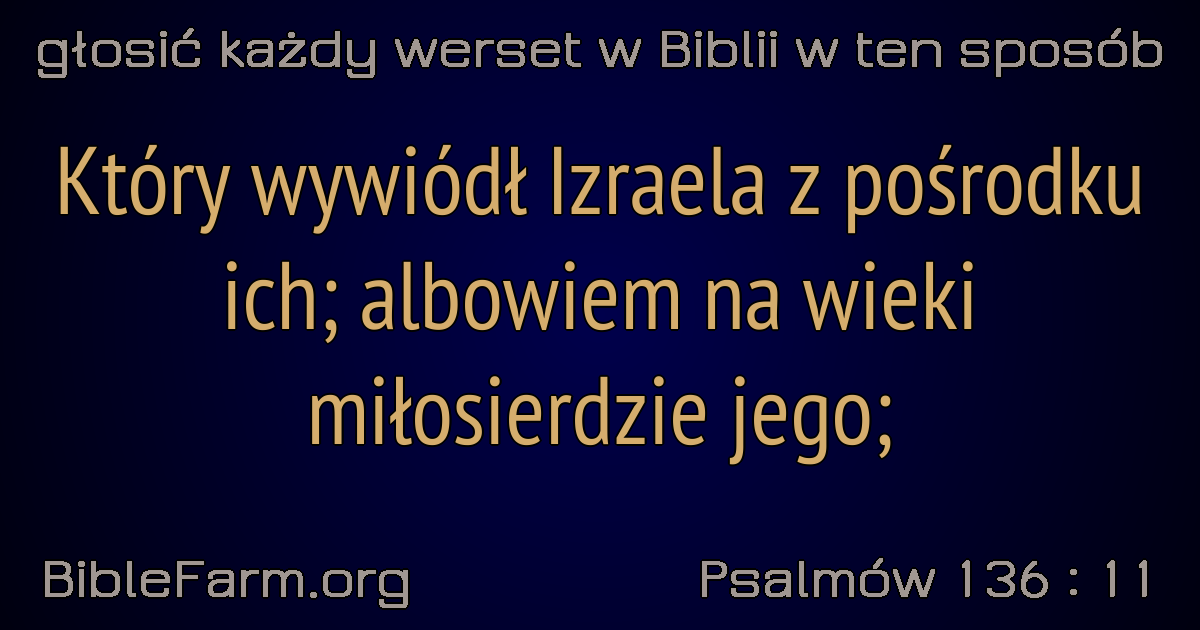 głosić każdy werset w Biblii w ten sposób
Który wywiódł Izraela z pośrodku
ich; albowiem na wieki
miłosierdzie jego;
BibleFarm.org
Psalmów 136 : 11